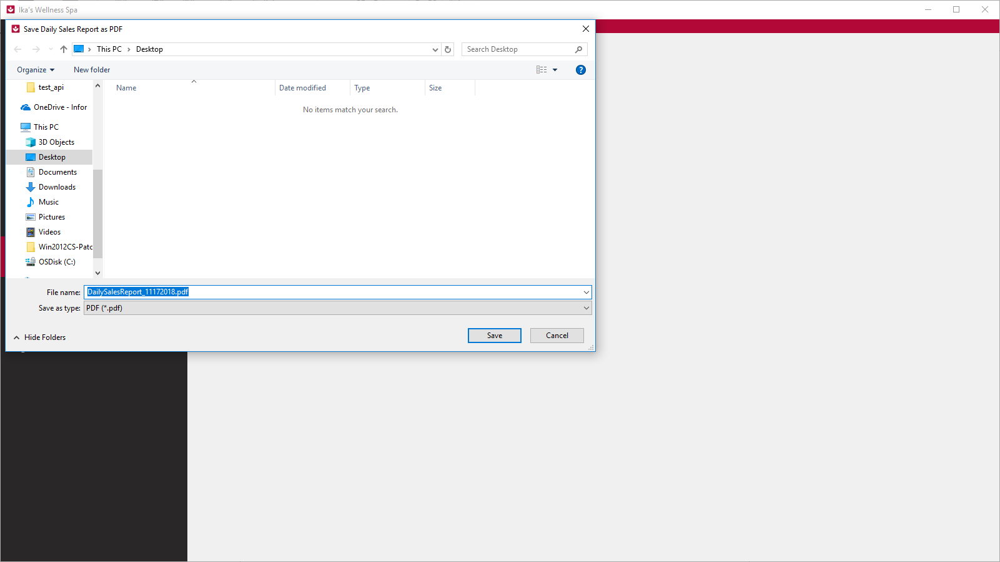 Ika's Wellness Spa
Save Daily Sales Report as PDF
This PC
Desktop
Search Desktop
Organize
New folder
Name
Date modified
Type
Size
No items match your search.
test_api
OneDrive - Infor
This PC
3D Objects
Desktop
Documents
Downloads
Music
Pictures
Videos
Win2012CS-Patc
OSDisk (C:)
File name: DailySalesReport_11172018.pdf
Save as type: PDF (*.pdf)
Hide Folders
Save
Cancel